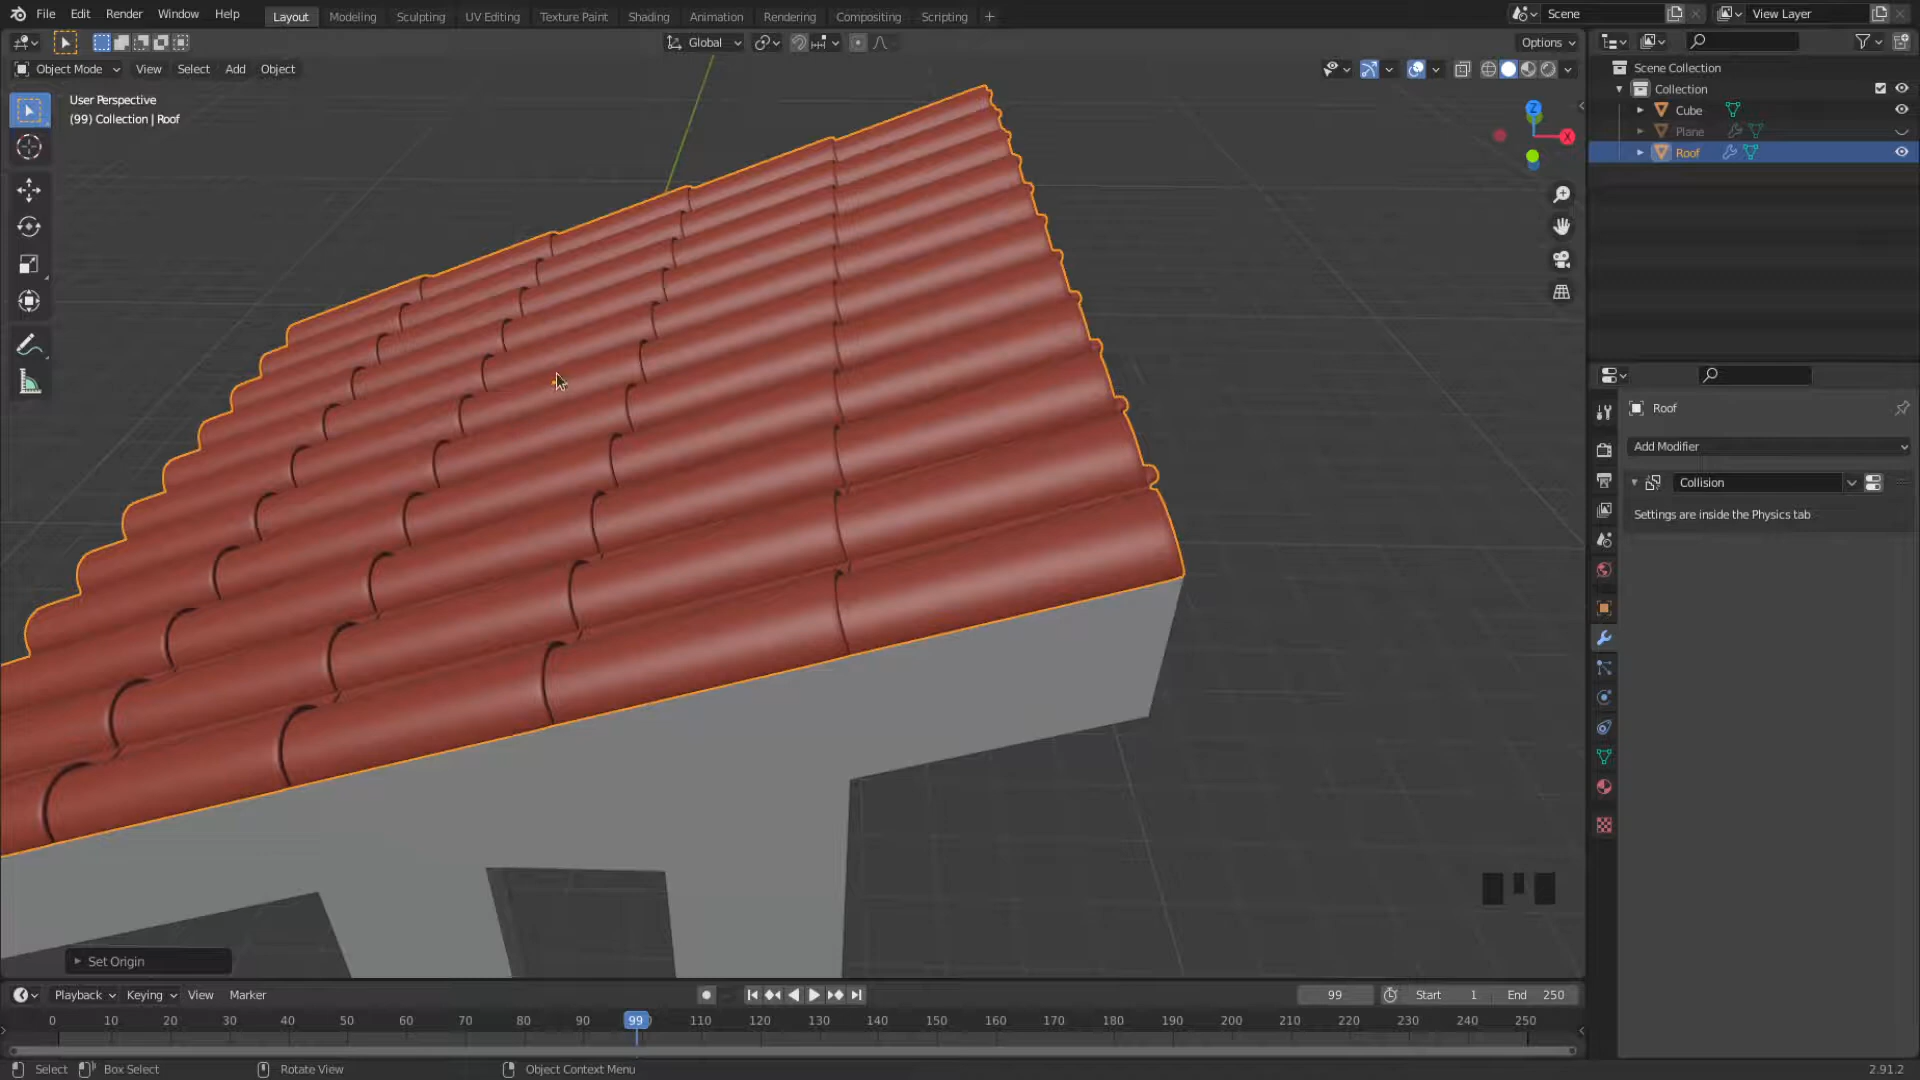 File Edit Render Window Help Layout Modeling Sculpting UV Editing Texture Paint Shading Animation Rendering Compositing Scripting + Scene View Layer
Global Options
Object Mode View Select Add Object
User Perspective
(99) Collection | Roof
Z
X
Scene Collection
Collection
Cube
Plane
Roof
Roof
Add Modifier
Collision
Settings are inside the Physics tab
Set Origin
Playback Keying View Marker 99 Start 1 End 250
0 10 20 30 40 50 60 70 80 90 99 110 120 130 140 150 160 170 180 190 200 210 220 230 240 250
Select Box Select Rotate View Object Context Menu 2.91.2